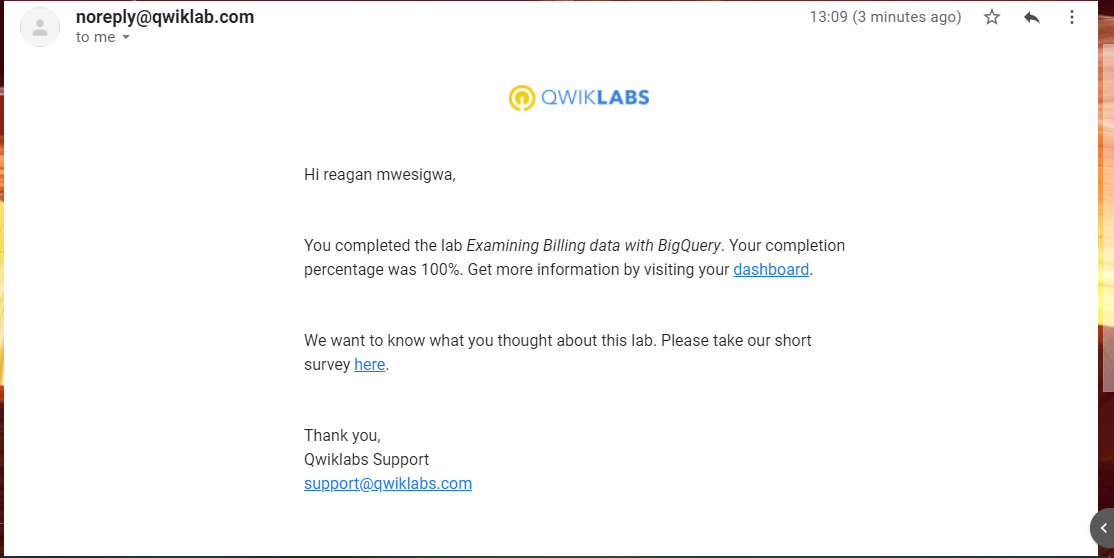 noreply@qwiklab.com
13:09 (3 minutes ago)
to me
QWIKLABS
Hi reagan mwesigwa,
You completed the lab Examining Billing data with BigQuery. Your completion
percentage was 100%. Get more information by visiting your dashboard.
We want to know what you thought about this lab. Please take our short
survey here.
Thank you,
Qwiklabs Support
support@qwiklabs.com